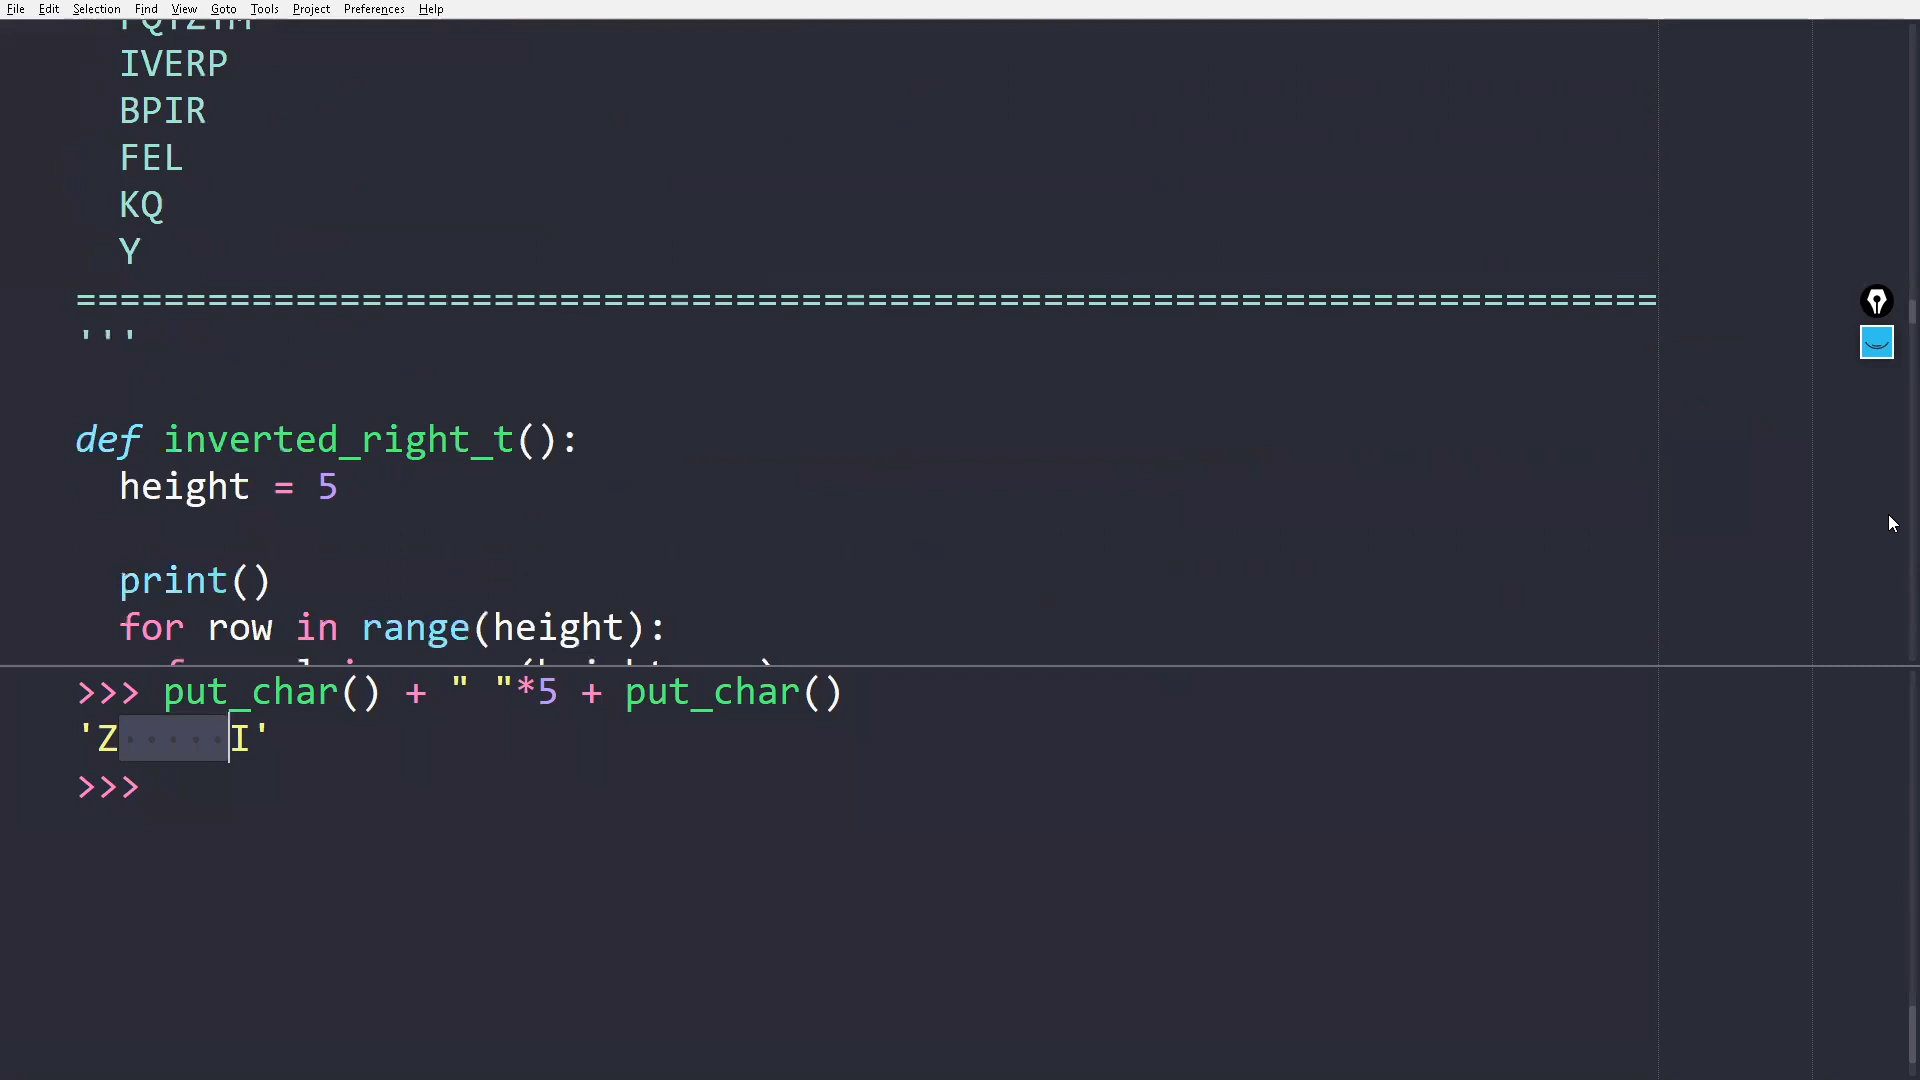 File Edit Selection Find View Goto Tools Project Preferences Help
IVERP
BPIR
FEL
KQ
Y
========================================================================
'''
def inverted_right_t():
height = 5
print()
for row in range(height):
>>> put_char() + " "*5 + put_char()
'Z·····I'
>>>